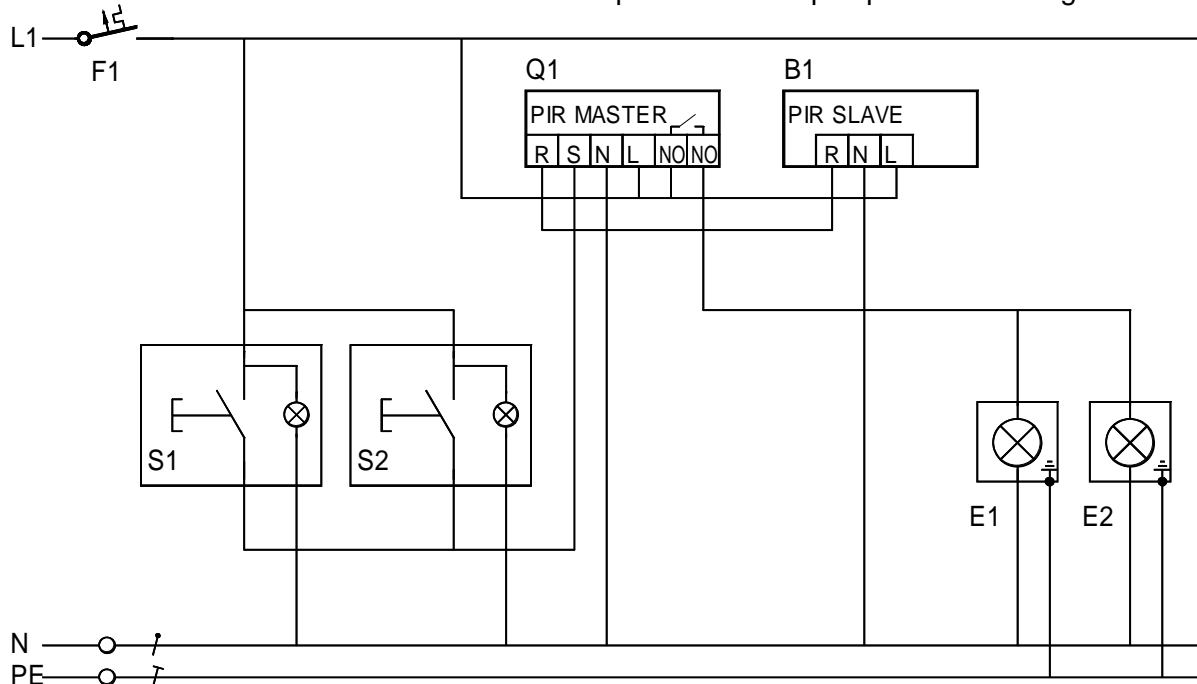 L1
F1
Q1
B1
PIR MASTER
PIR SLAVE
R S N L NO NO
R N L
S1
S2
E1
E2
N
PE